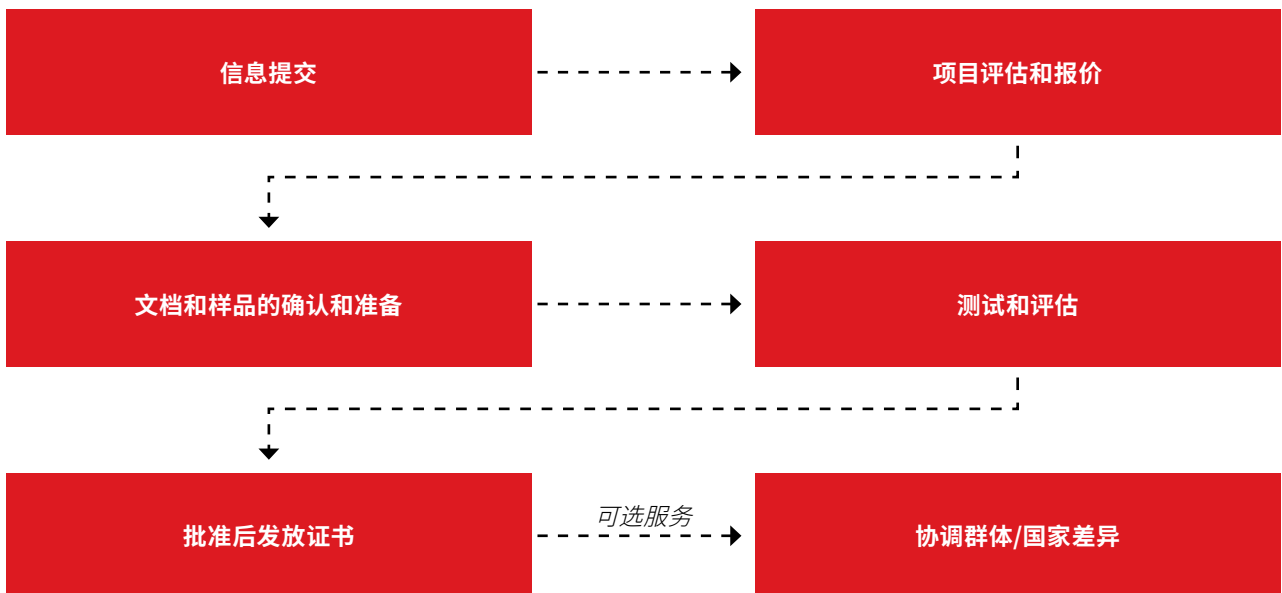 信息提交
项目评估和报价
文档和样品的确认和准备
测试和评估
批准后发放证书
可选服务
协调群体/国家差异